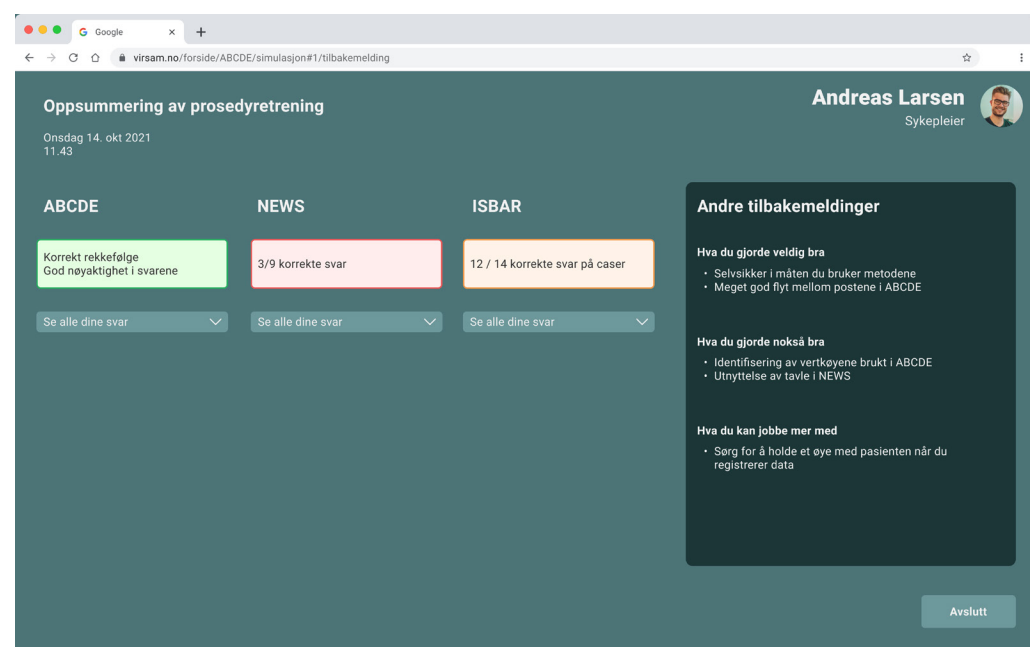 Google
virsam.no/forside/ABCDE/simulasjon#1/tilbakemelding
Oppsummering av prosedyretrening
Onsdag 14. okt 2021
11.43
Andreas Larsen
Sykepleier
ABCDE
Korrekt rekkefølge
God nøyaktighet i svarene
Se alle dine svar
NEWS
3/9 korrekte svar
Se alle dine svar
ISBAR
12 / 14 korrekte svar på caser
Se alle dine svar
Andre tilbakemeldinger
Hva du gjorde veldig bra
• Selvsikker i måten du bruker metodene
• Meget god flyt mellom postene i ABCDE
Hva du gjorde nokså bra
• Identifisering av vertkøyene brukt i ABCDE
• Utnyttelse av tavle i NEWS
Hva du kan jobbe mer med
• Sørg for å holde et øye med pasienten når du
registrerer data
Avslutt